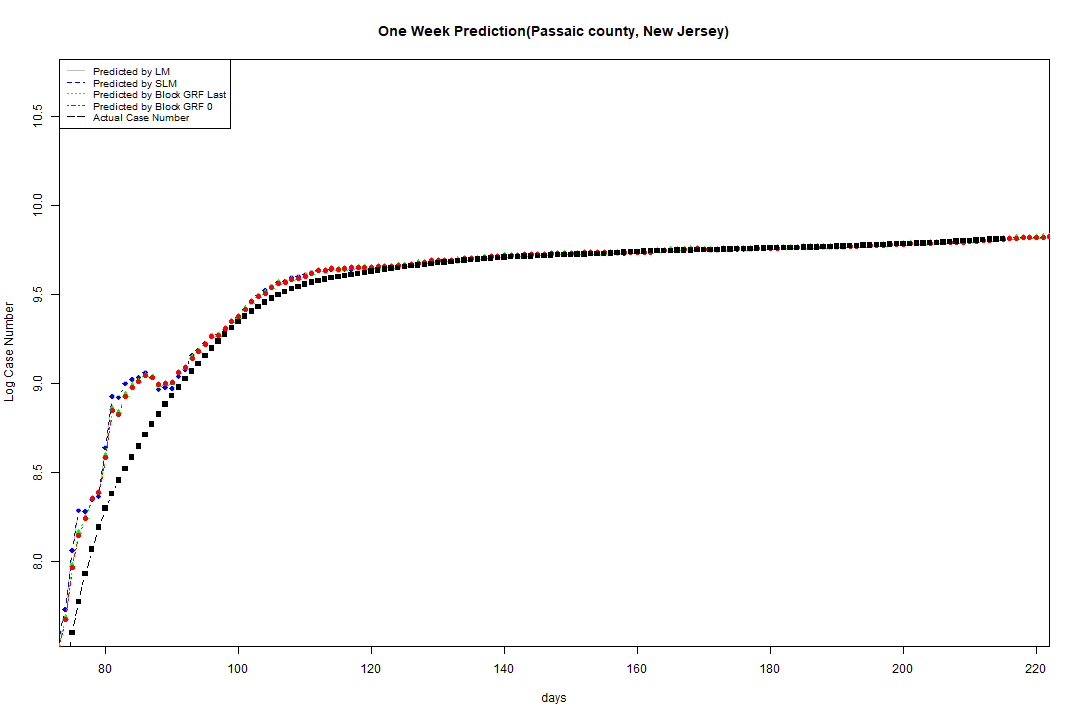 One Week Prediction(Passaic county, New Jersey)
Predicted by LM
Predicted by SLM
Predicted by Block GRF Last
Predicted by Block GRF 0
Actual Case Number
Log Case Number
10.5
10.0
9.5
9.0
8.5
8.0
80 100 120 140 160 180 200 220
days